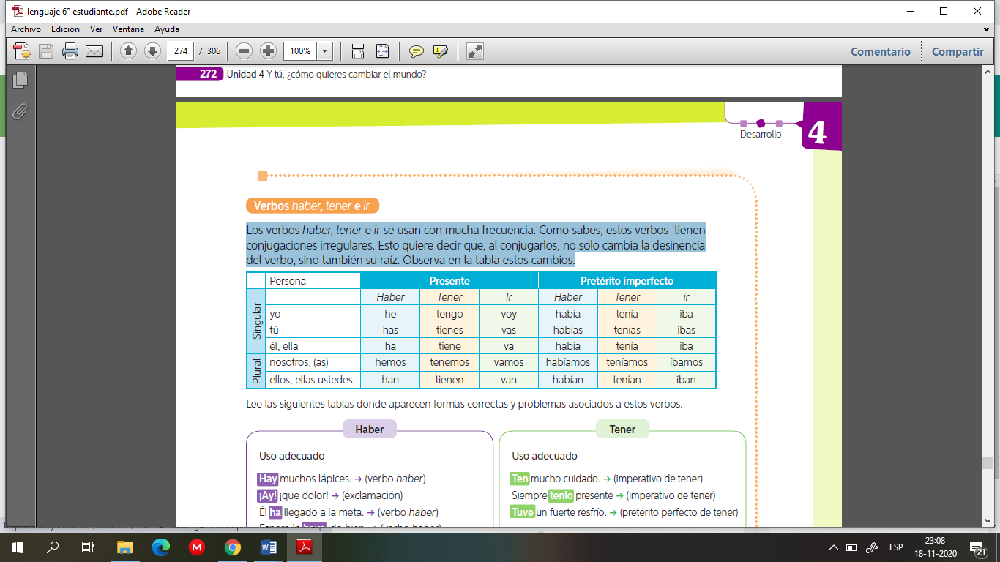 lenguaje 6° estudiante.pdf - Adobe Reader
Archivo Edición Ver Ventana Ayuda
274 / 306 100% Comentario Compartir
272 Unidad 4 Y tú, ¿cómo quieres cambiar el mundo?
Desarrollo 4
Verbos haber, tener e ir
Los verbos haber, tener e ir se usan con mucha frecuencia. Como sabes, estos verbos tienen
conjugaciones irregulares. Esto quiere decir que, al conjugarlos, no solo cambia la desinencia
del verbo, sino también su raíz. Observa en la tabla estos cambios.
Persona Presente Pretérito imperfecto
Haber Tener Ir Haber Tener ir
Singular
yo he tengo voy había tenía iba
tú has tienes vas habías tenías ibas
él, ella ha tiene va había tenía iba
Plural
nosotros, (as) hemos tenemos vamos habíamos teníamos íbamos
ellos, ellas ustedes han tienen van habían tenían iban
Lee las siguientes tablas donde aparecen formas correctas y problemas asociados a estos verbos.
Haber
Uso adecuado
Hay muchos lápices. → (verbo haber)
¡Ay! ¡que dolor! → (exclamación)
Él ha llegado a la meta. → (verbo haber)
Tener
Uso adecuado
Ten mucho cuidado. → (imperativo de tener)
Siempre tenlo presente → (imperativo de tener)
Tuve un fuerte resfrío. → (pretérito perfecto de tener)
ESP
23:08
18-11-2020
21